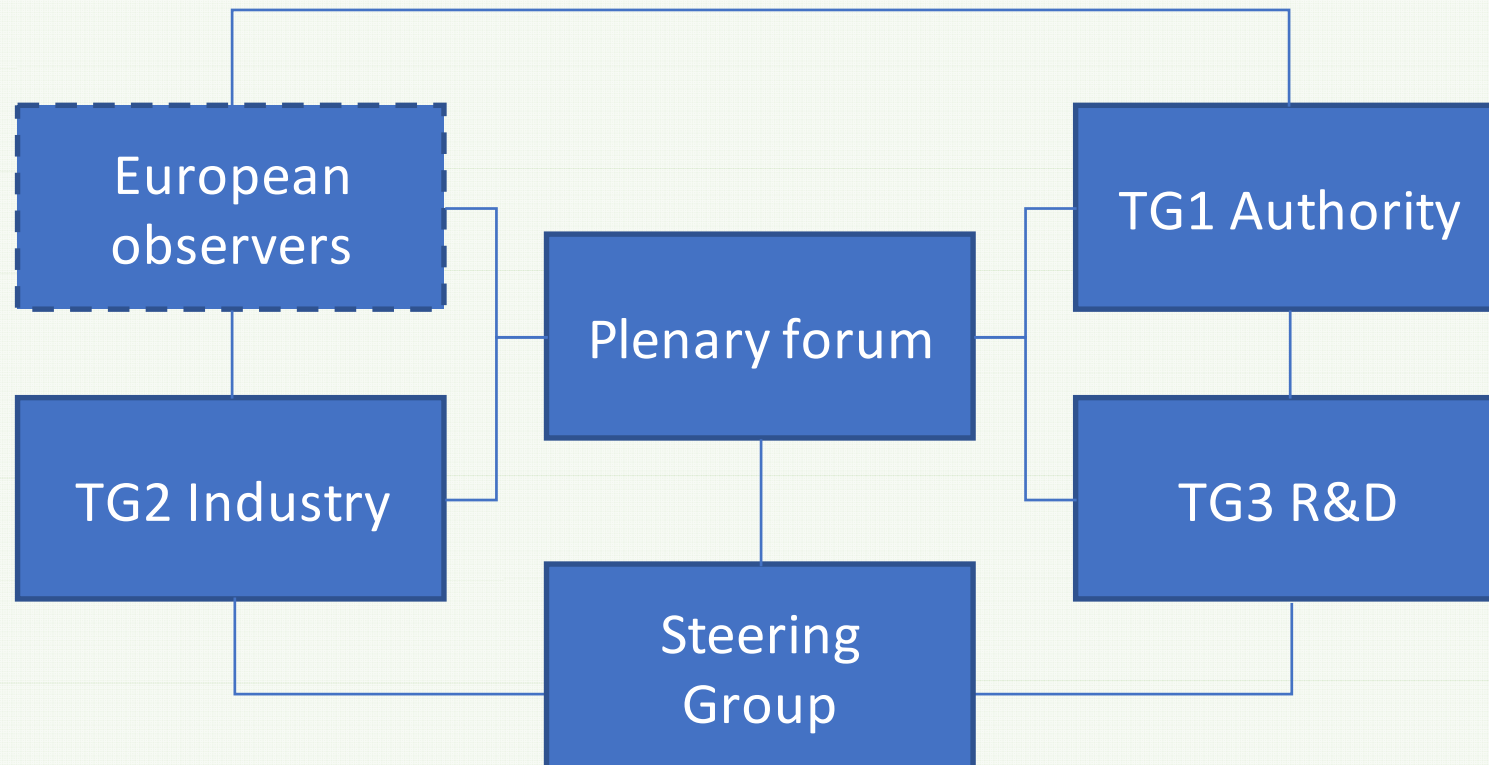 European
observers
TG1 Authority
Plenary forum
TG2 Industry
TG3 R&D
Steering
Group